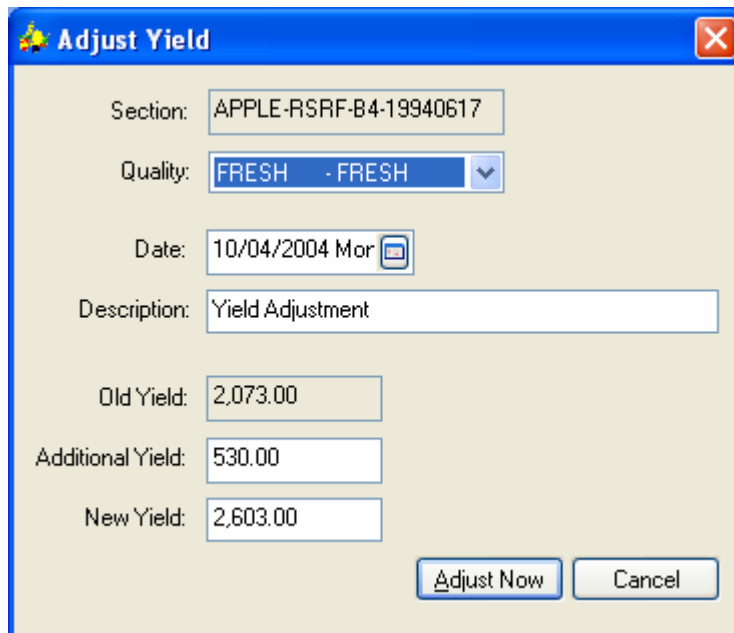 Adjust Yield
Section: APPLE-RSRF-B4-19940617
Quality: FRESH - FRESH
Date: 10/04/2004 Mon
Description: Yield Adjustment
Old Yield: 2,073.00
Additional Yield: 530.00
New Yield: 2,603.00
Adjust Now Cancel